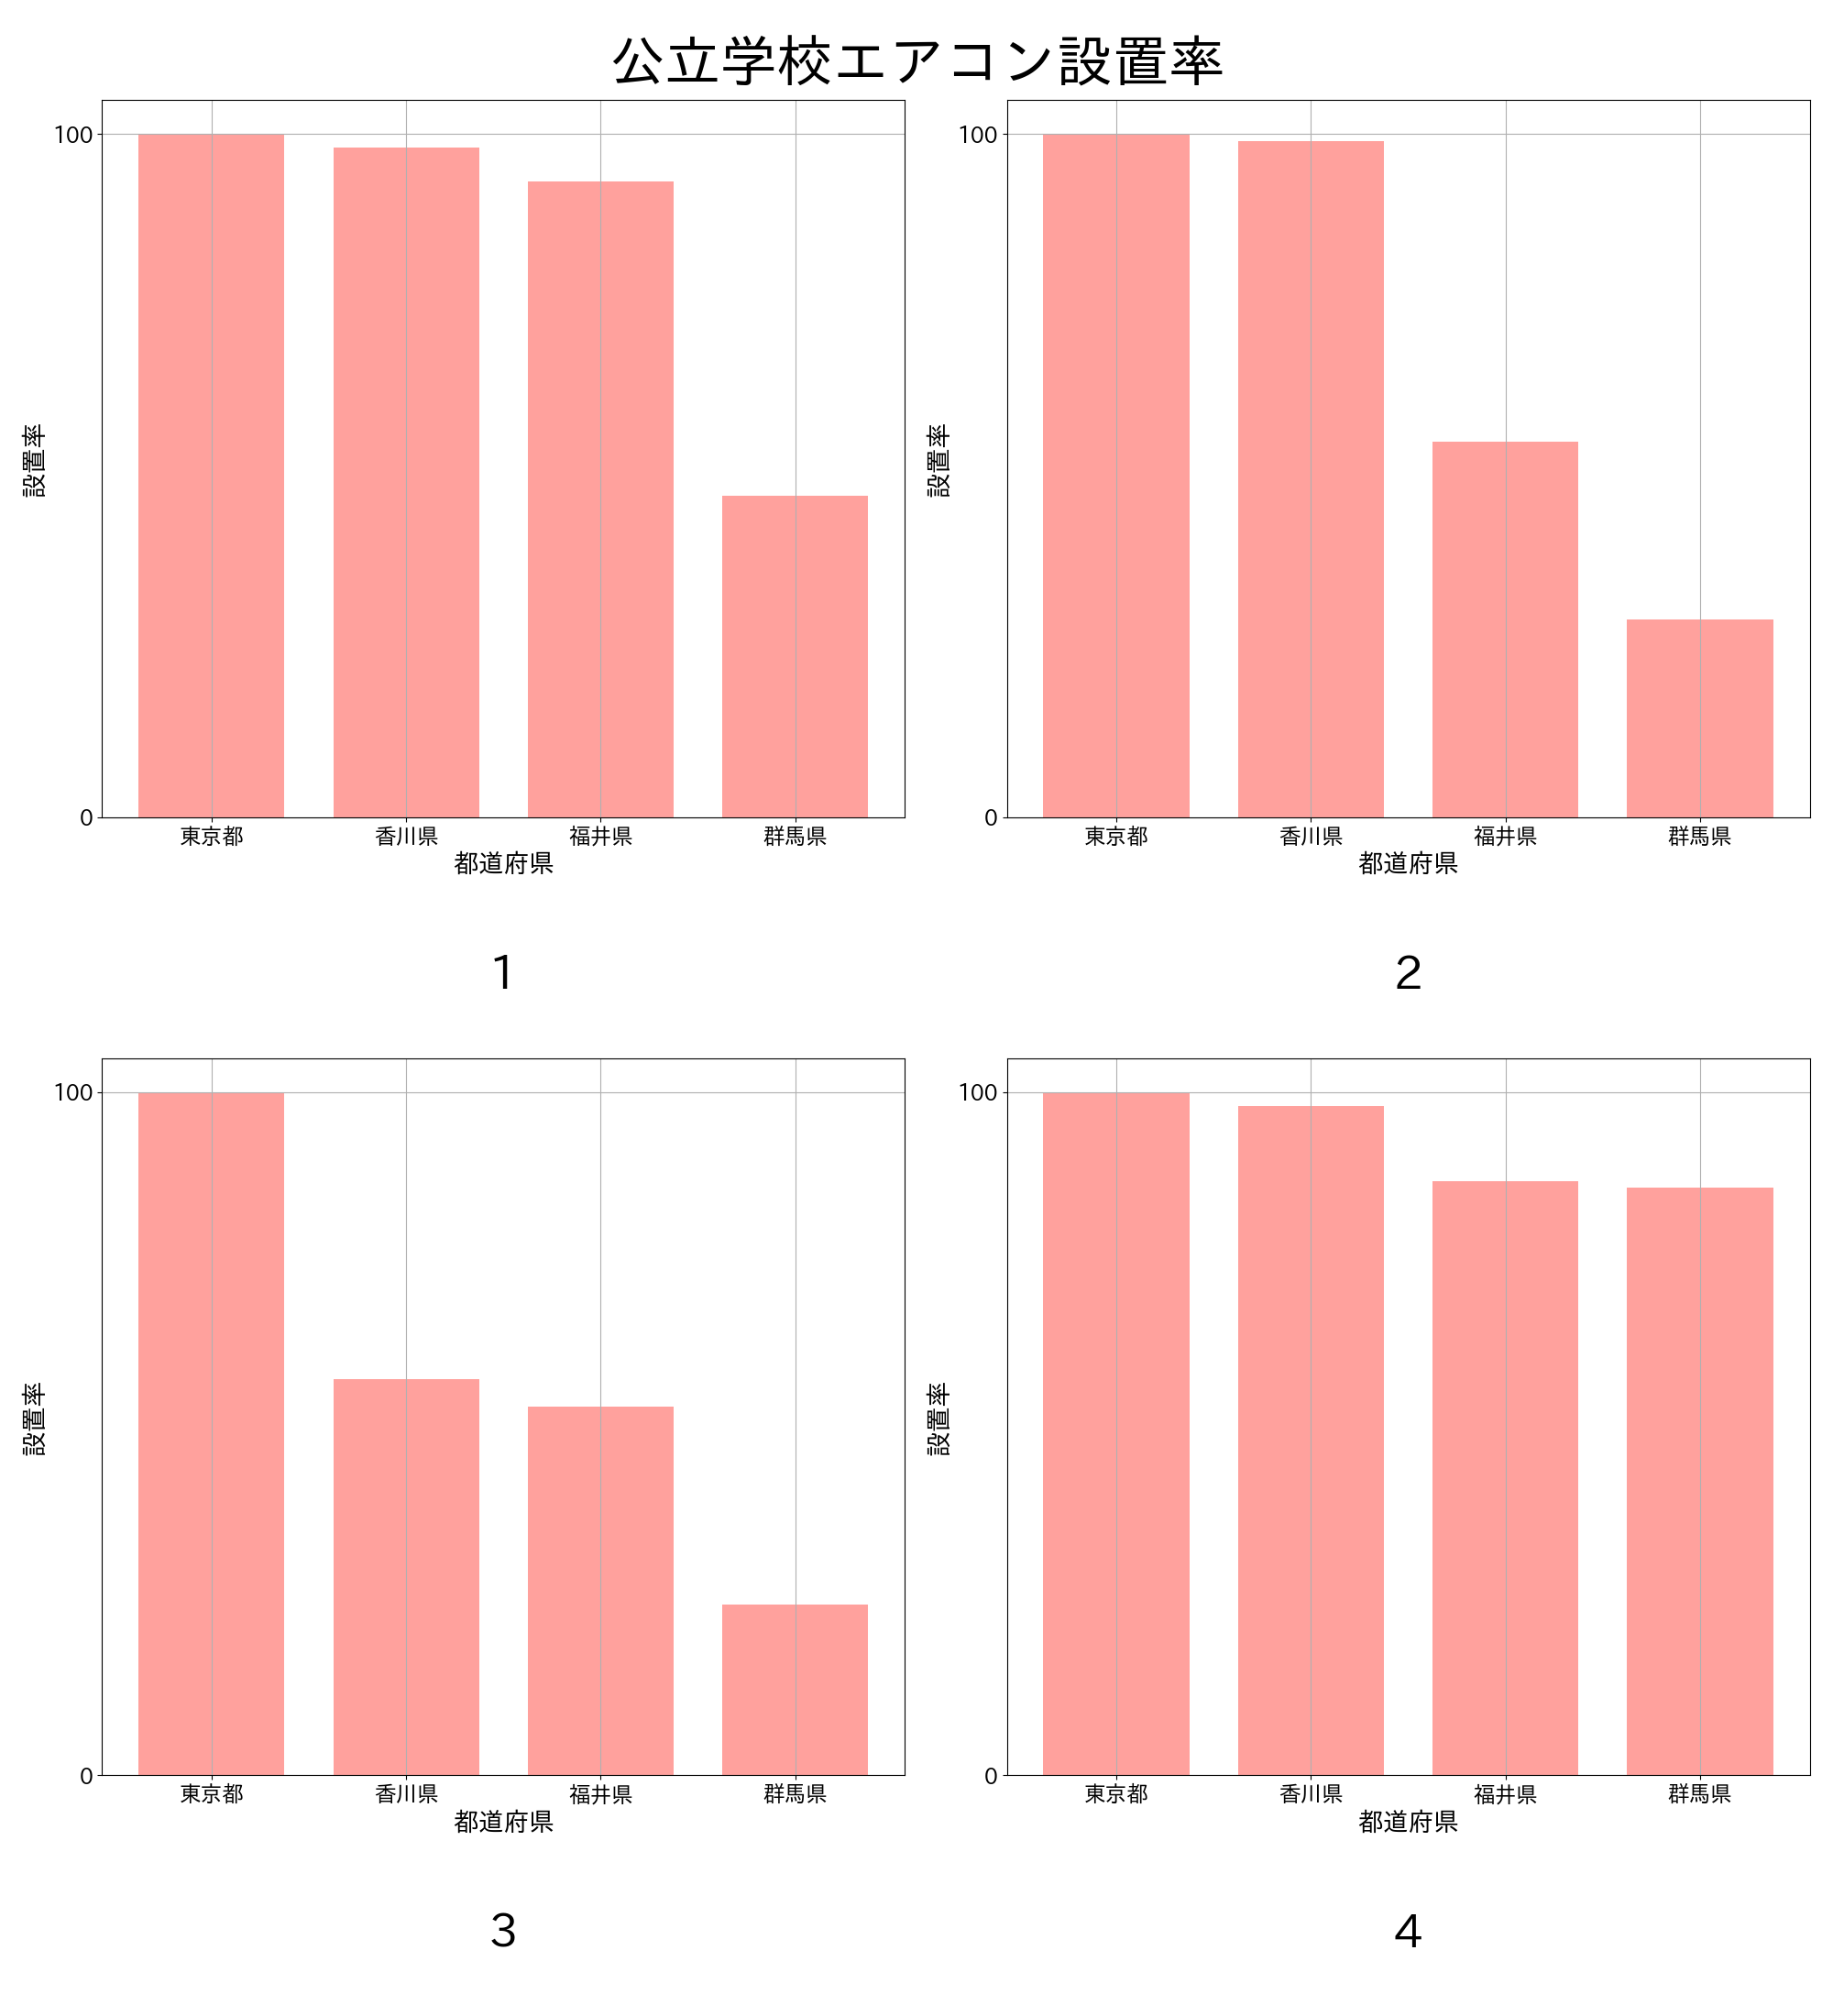 公立学校エアコン設置率
100
0
設置率
東京都 香川県 福井県 群馬県
都道府県
1
100
0
設置率
東京都 香川県 福井県 群馬県
都道府県
2
100
0
設置率
東京都 香川県 福井県 群馬県
都道府県
3
100
0
設置率
東京都 香川県 福井県 群馬県
都道府県
4